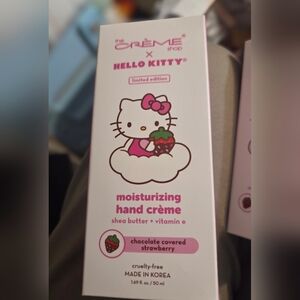 the
CRÈME
shop
×
HELLO KITTY®
limited edition
moisturizing
hand crème
shea butter + vitamin e
chocolate covered
strawberry
cruelty-free
MADE IN KOREA
1.69 fl. oz / 50 ml